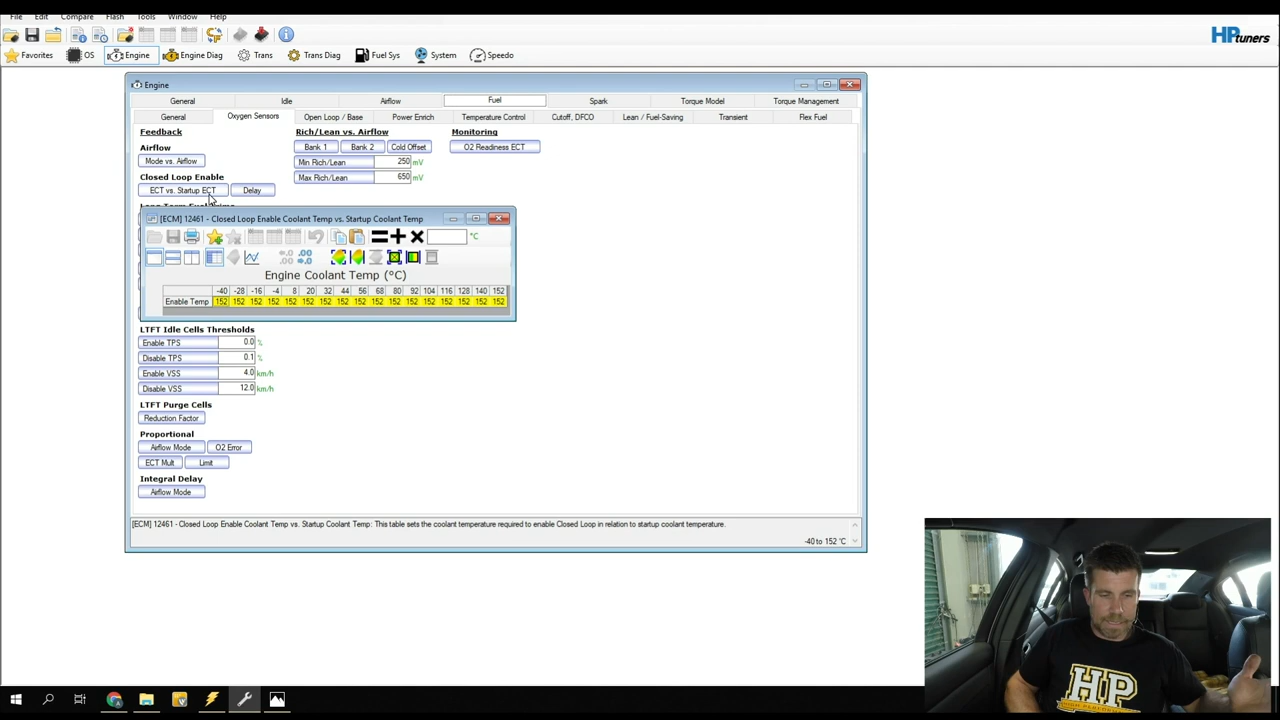 File Edit Compare Flash Tools Window Help
HPtuners
Favorites OS Engine Engine Diag Trans Trans Diag Fuel Sys System Speedo
Engine
General Idle Airflow Fuel Spark Torque Model Torque Management
General Oxygen Sensors Open Loop / Base Power Enrich Temperature Control Cutoff, DFCO Lean / Fuel-Saving Transient Flex Fuel
Feedback Rich/Lean vs. Airflow Monitoring
Airflow Bank 1 Bank 2 Cold Offset O2 Readiness ECT
Mode vs. Airflow Min Rich/Lean 250 mV
Closed Loop Enable Max Rich/Lean 650 mV
ECT vs. Startup ECT Delay
[ECM] 12461 - Closed Loop Enable Coolant Temp vs. Startup Coolant Temp
°C
Engine Coolant Temp (°C)
-40 -28 -16 -4 8 20 32 44 56 68 80 92 104 116 128 140 152
Enable Temp 152 152 152 152 152 152 152 152 152 152 152 152 152 152 152 152 152
LTFT Idle Cells Thresholds
Enable TPS 0.0 %
Disable TPS 0.1 %
Enable VSS 4.0 km/h
Disable VSS 12.0 km/h
LTFT Purge Cells
Reduction Factor
Proportional
Airflow Mode O2 Error
ECT Mult Limit
Integral Delay
Airflow Mode
[ECM] 12461 - Closed Loop Enable Coolant Temp vs. Startup Coolant Temp: This table sets the coolant temperature required to enable Closed Loop in relation to startup coolant temperature.
-40 to 152 °C
HP